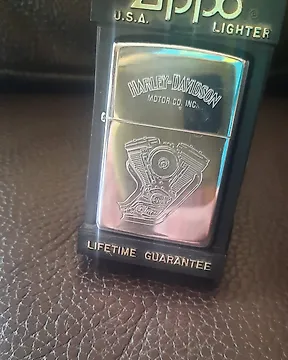 Zippo®
U.S.A. LIGHTER
HARLEY-DAVIDSON
MOTOR CO. INC.
LIFETIME GUARANTEE